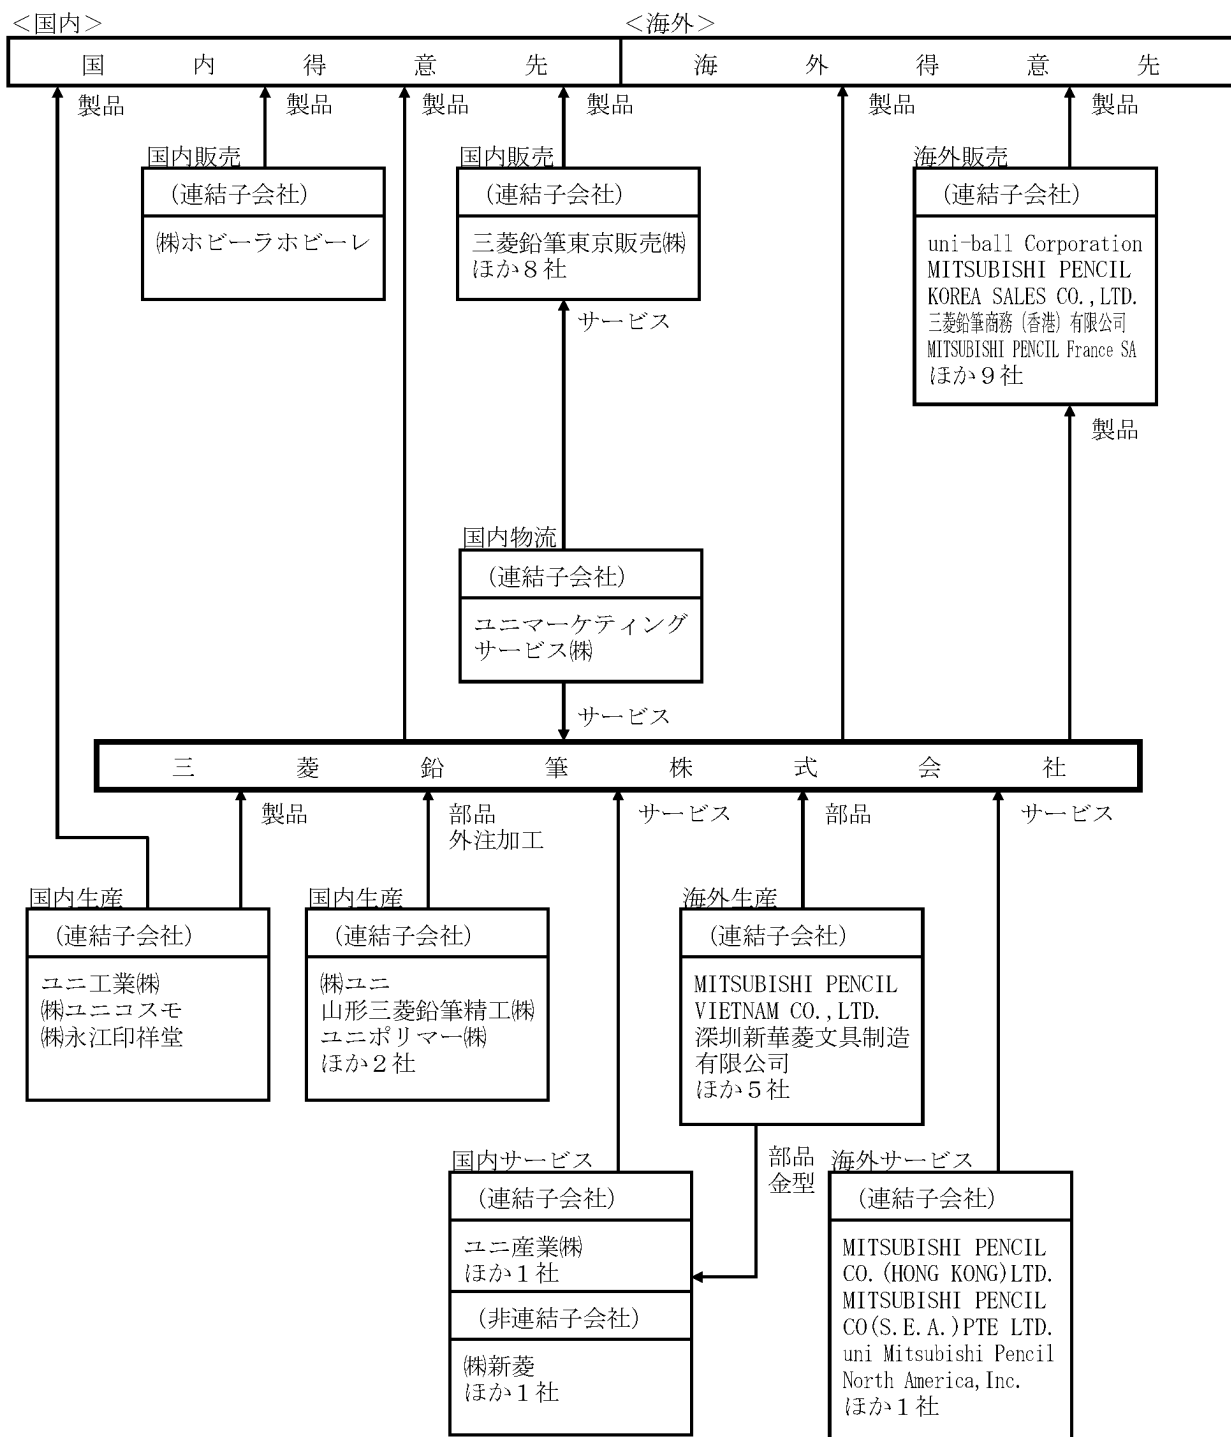 ＜国内＞
＜海外＞
国内得意先
海外得意先
製品
製品
製品
製品
製品
製品
国内販売
(連結子会社)
㈱ホビーラホビーレ
国内販売
(連結子会社)
三菱鉛筆東京販売㈱
ほか８社
海外販売
(連結子会社)
uni-ball Corporation
MITSUBISHI PENCIL
KOREA SALES CO.,LTD.
三菱鉛筆商務（香港）有限公司
MITSUBISHI PENCIL France SA
ほか９社
サービス
製品
国内物流
(連結子会社)
ユニマーケティング
サービス㈱
サービス
三菱鉛筆株式会社
製品
部品
外注加工
サービス
部品
サービス
国内生産
(連結子会社)
ユニ工業㈱
㈱ユニコスモ
㈱永江印祥堂
国内生産
(連結子会社)
㈱ユニ
山形三菱鉛筆精工㈱
ユニポリマー㈱
ほか２社
海外生産
(連結子会社)
MITSUBISHI PENCIL
VIETNAM CO.,LTD.
深圳新華菱文具制造
有限公司
ほか５社
部品
金型
国内サービス
(連結子会社)
ユニ産業㈱
ほか１社
(非連結子会社)
㈱新菱
ほか１社
海外サービス
(連結子会社)
MITSUBISHI PENCIL
CO.(HONG KONG)LTD.
MITSUBISHI PENCIL
CO(S.E.A.)PTE LTD.
uni Mitsubishi Pencil
North America,Inc.
ほか１社